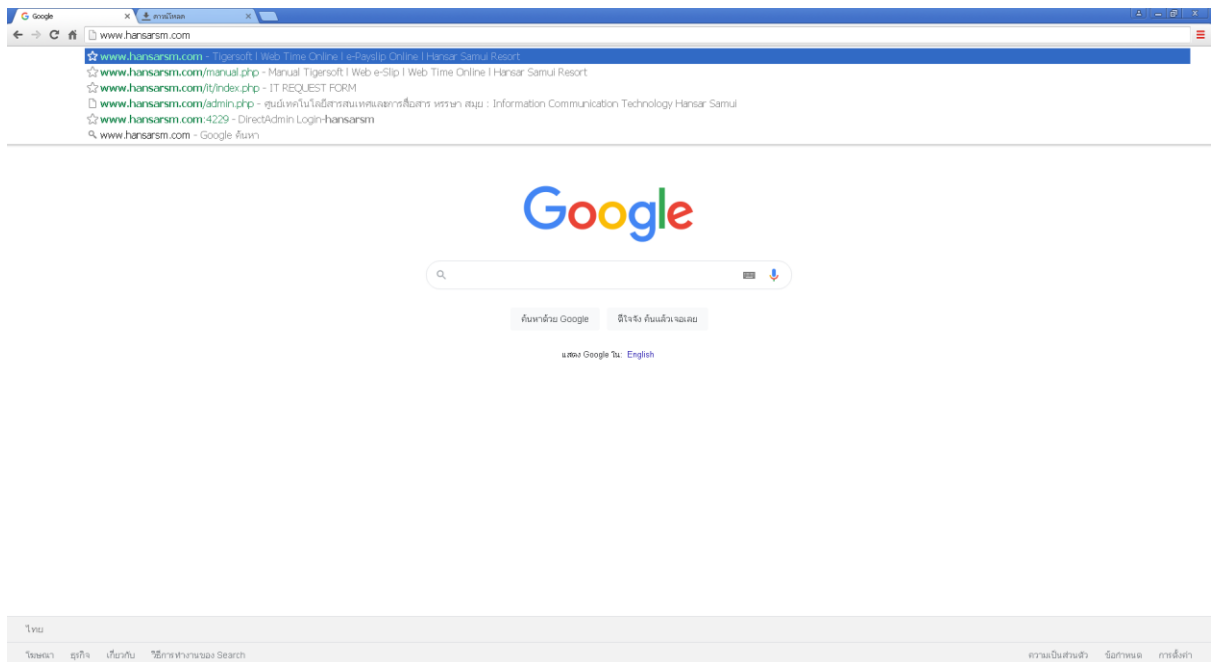 Google
ดาวน์โหลด
www.hansarsm.com
www.hansarsm.com - Tigersoft l Web Time Online l e-Payslip Online l Hansar Samui Resort
www.hansarsm.com/manual.php - Manual Tigersoft l Web e-Slip l Web Time Online l Hansar Samui Resort
www.hansarsm.com/it/index.php - IT REQUEST FORM
www.hansarsm.com/admin.php - ศูนย์เทคโนโลยีสารสนเทศและการสื่อสาร หรรษา สมุย : Information Communication Technology Hansar Samui
www.hansarsm.com:4229 - DirectAdmin Login-hansarsm
www.hansarsm.com - Google ค้นหา
Google
ค้นหาด้วย Google ดีใจจัง ค้นแล้วเจอเลย
แสดง Google ใน: English
ไทย
โฆษณา ธุรกิจ เกี่ยวกับ วิธีการทำงานของ Search ความเป็นส่วนตัว ข้อกำหนด การตั้งค่า